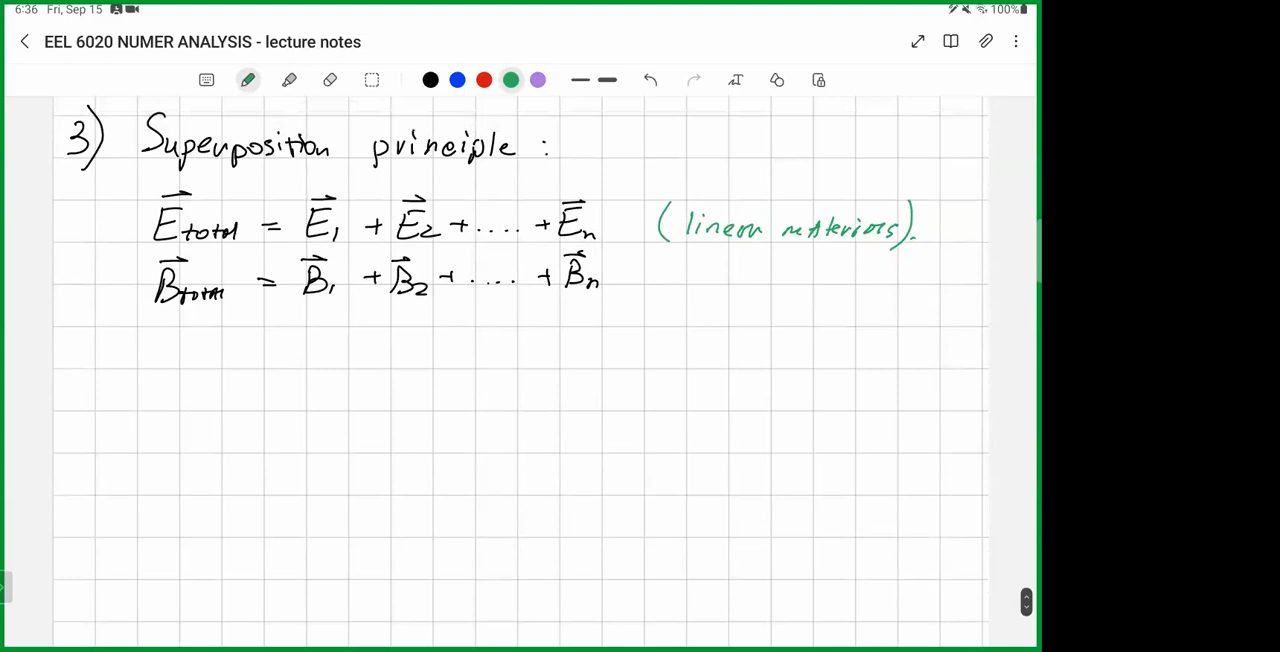 6:36 Fri, Sep 15 100%
EEL 6020 NUMER ANALYSIS - lecture notes
3) Superposition principle :
E⃗total = E⃗1 + E⃗2 + .... + E⃗n (linear materials).
B⃗total = B⃗1 + B⃗2 + .... + B⃗n